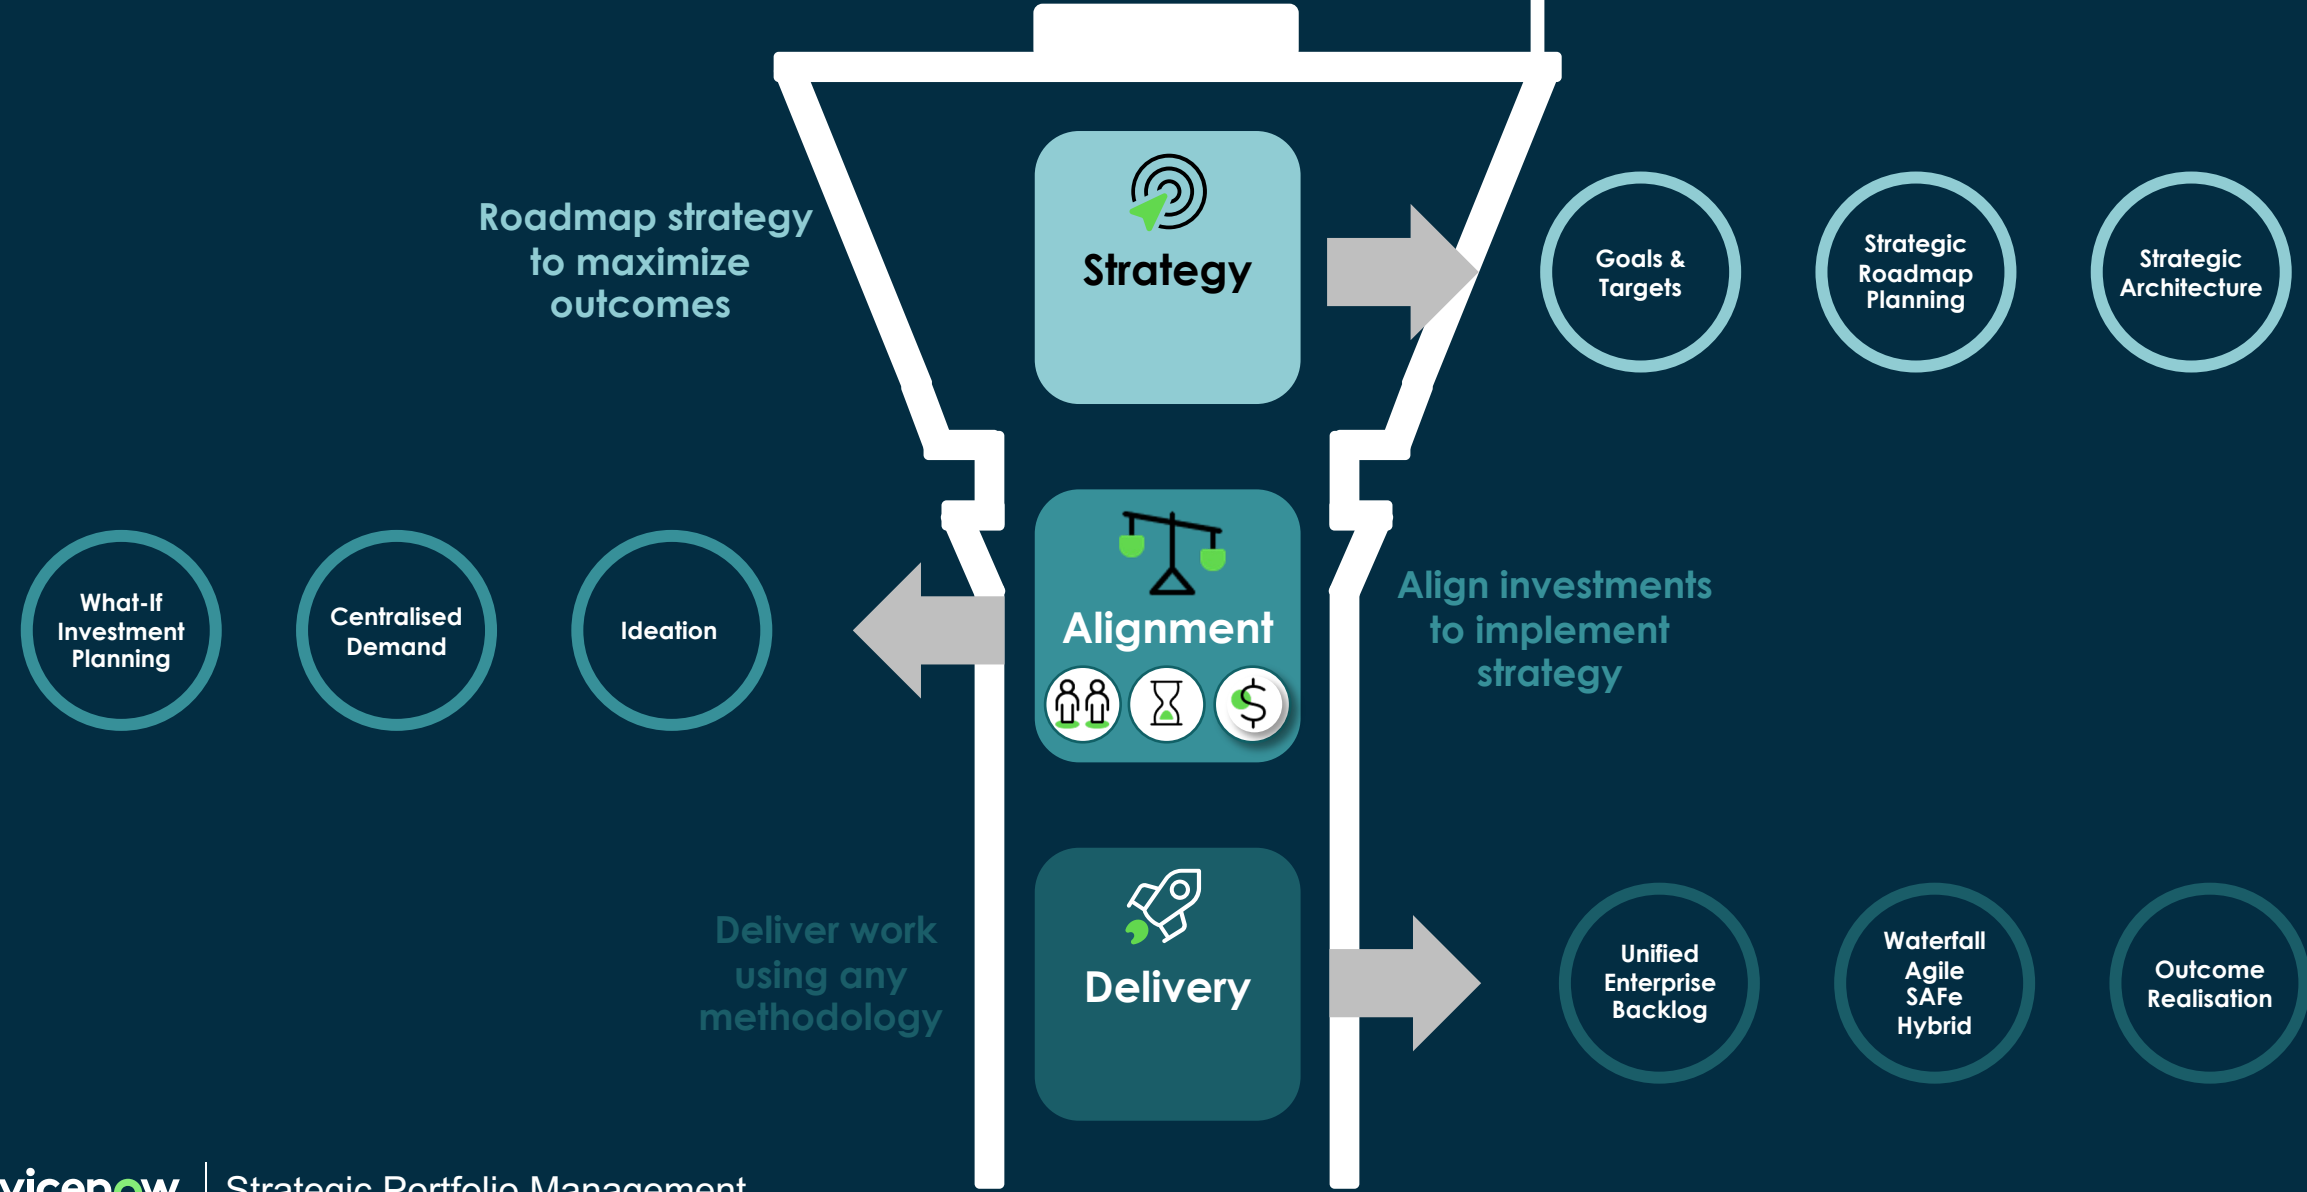 Roadmap strategy
to maximize
outcomes
Strategy
Goals &
Targets
Strategic
Roadmap
Planning
Strategic
Architecture
What-If
Investment
Planning
Centralised
Demand
Ideation
Alignment
$
Align investments
to implement
strategy
Deliver work
using any
methodology
Delivery
Unified
Enterprise
Backlog
Waterfall
Agile
SAFe
Hybrid
Outcome
Realisation
vicenow
Strategic Portfolio Management